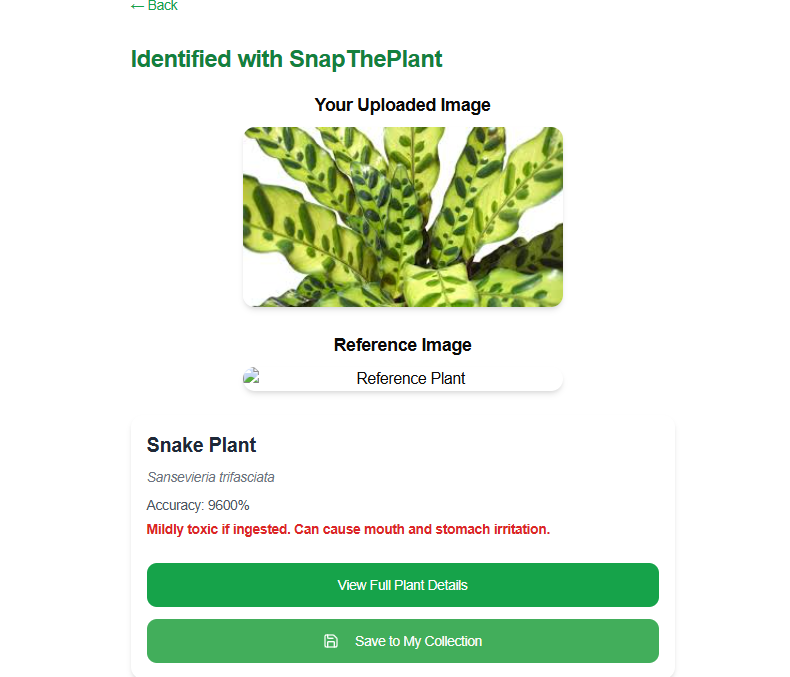 ← Back
Identified with SnapThePlant
Your Uploaded Image
Reference Image
Reference Plant
Snake Plant
Sansevieria trifasciata
Accuracy: 9600%
Mildly toxic if ingested. Can cause mouth and stomach irritation.
View Full Plant Details
Save to My Collection